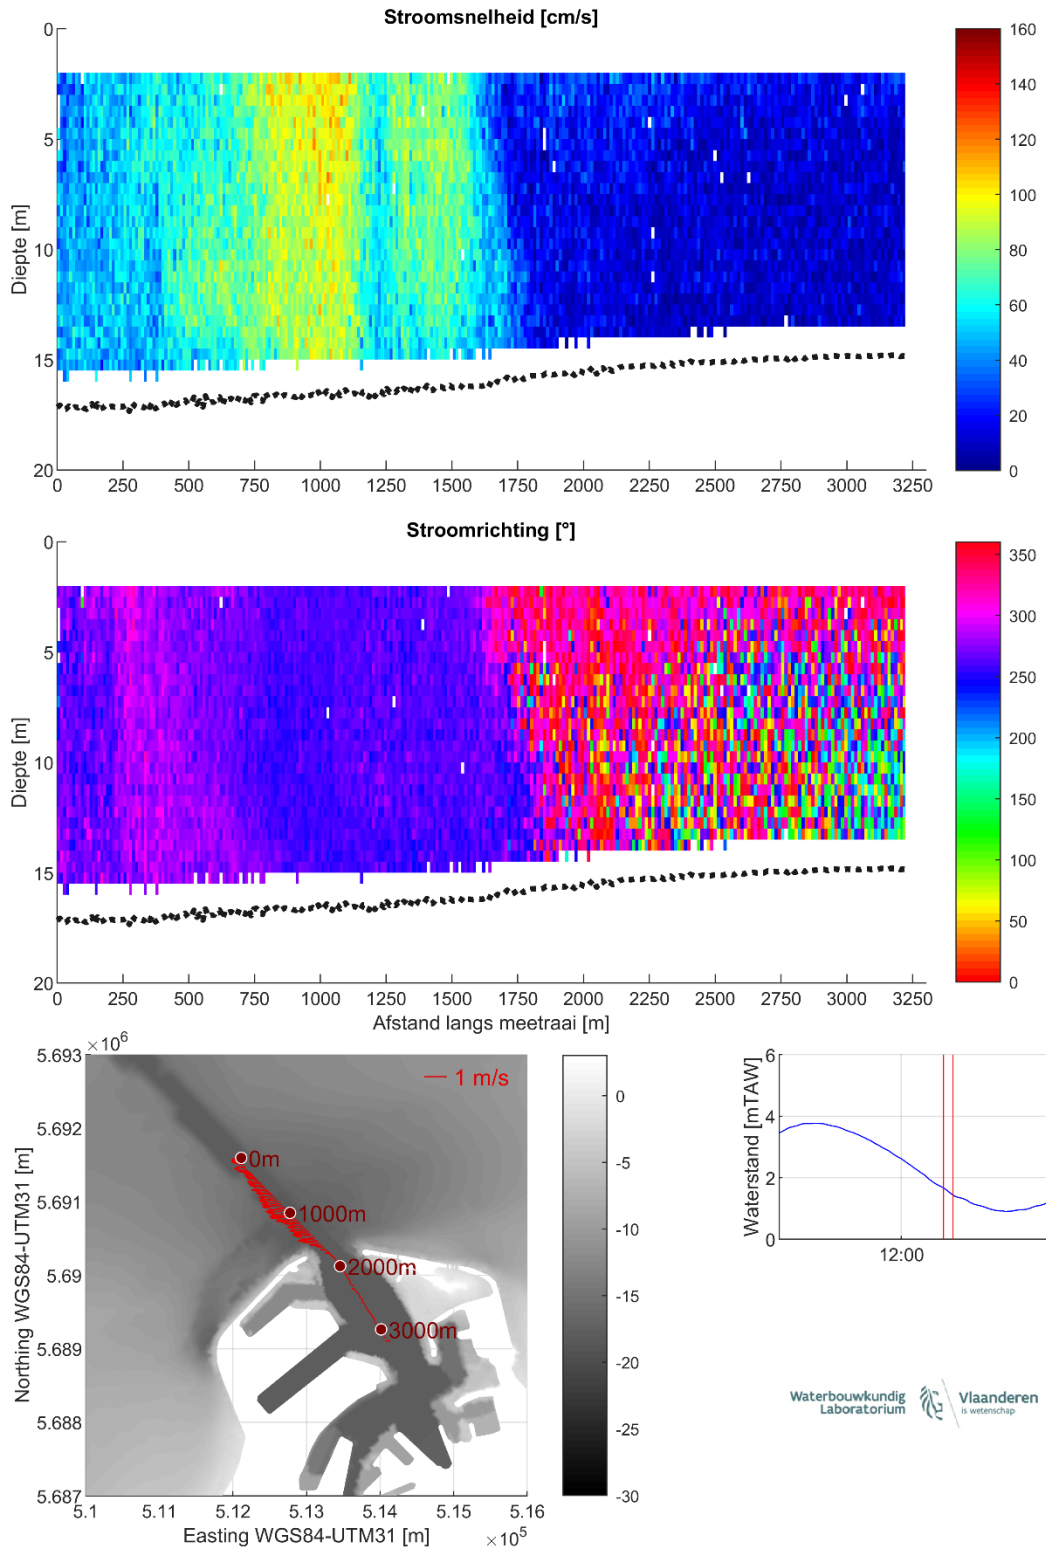 Stroomsnelheid [cm/s]
Diepte [m]
0
5
10
15
20
0 250 500 750 1000 1250 1500 1750 2000 2250 2500 2750 3000 3250
160
140
120
100
80
60
40
20
0
Stroomrichting [°]
Diepte [m]
0
5
10
15
20
0 250 500 750 1000 1250 1500 1750 2000 2250 2500 2750 3000 3250
Afstand langs meetraai [m]
350
300
250
200
150
100
50
0
×10⁶
Northing WGS84-UTM31 [m]
5.693
5.692
5.691
5.69
5.689
5.688
5.687
1 m/s
0m
1000m
2000m
3000m
5.1 5.11 5.12 5.13 5.14 5.15 5.16
Easting WGS84-UTM31 [m]
×10⁵
0
-5
-10
-15
-20
-25
-30
Waterstand [mTAW]
6
4
2
0
12:00
Waterbouwkundig
Laboratorium
Vlaanderen
is wetenschap